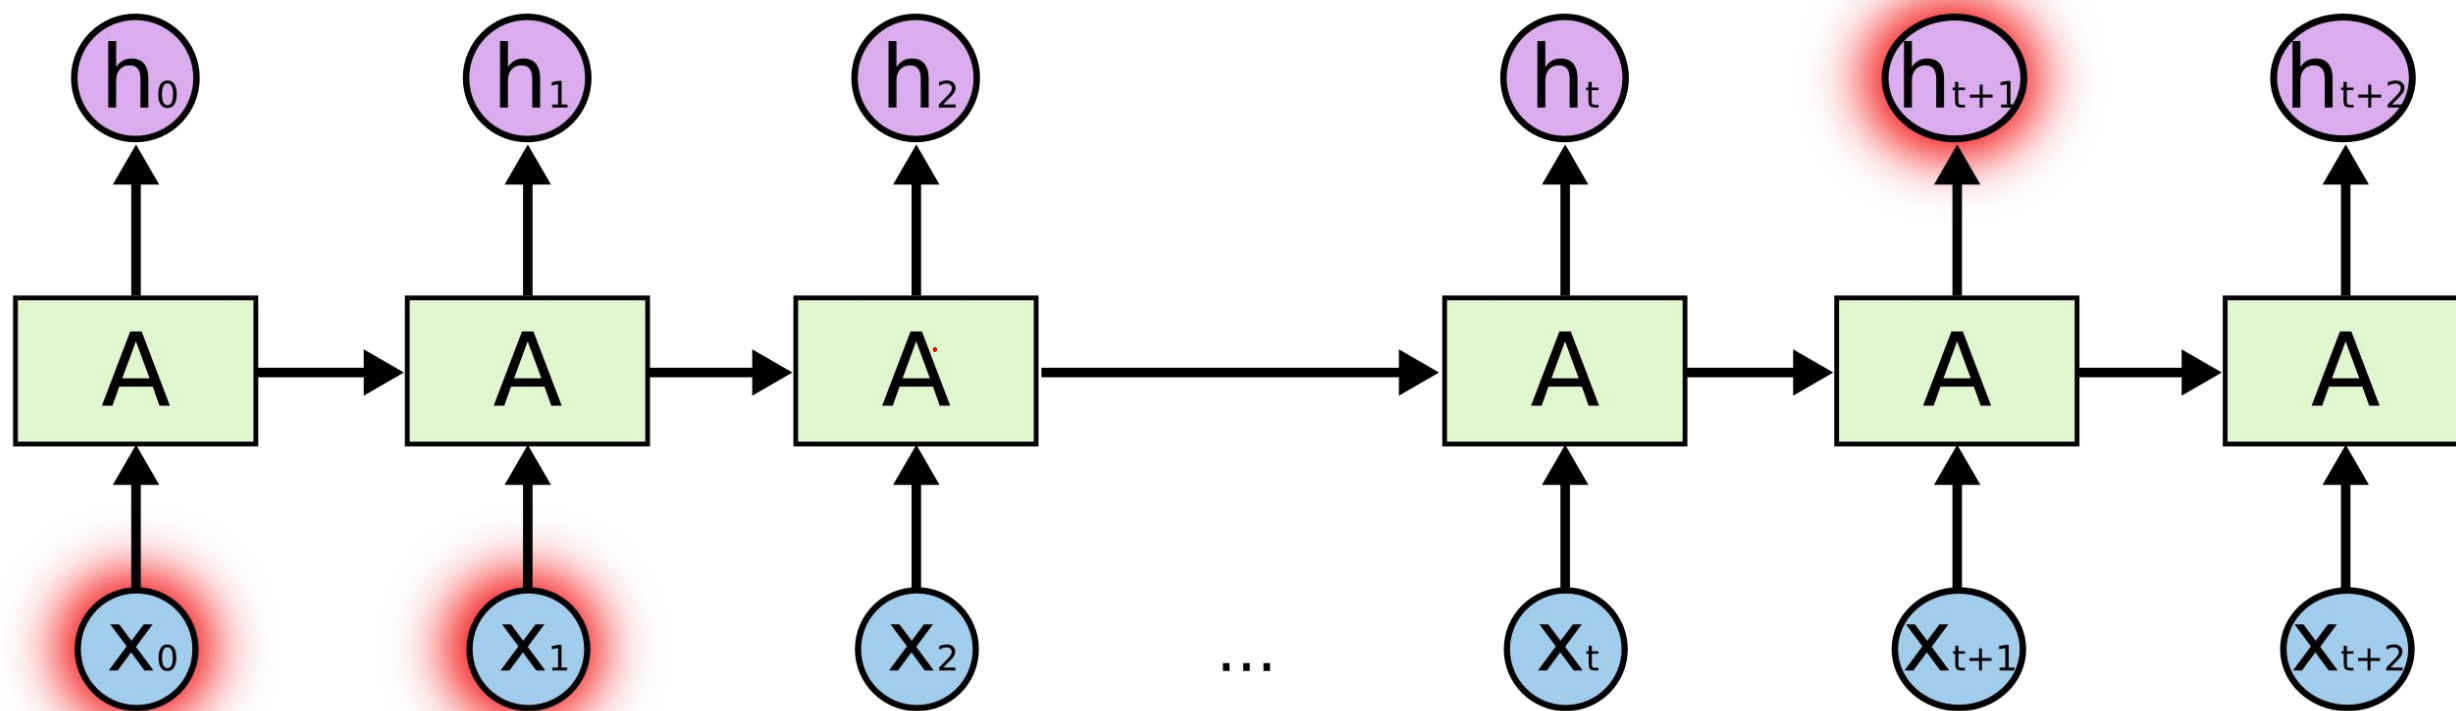 h₀ h₁ h₂ hₜ hₜ₊₁ hₜ₊₂
A A A A A A
x₀ x₁ x₂ ... xₜ xₜ₊₁ xₜ₊₂